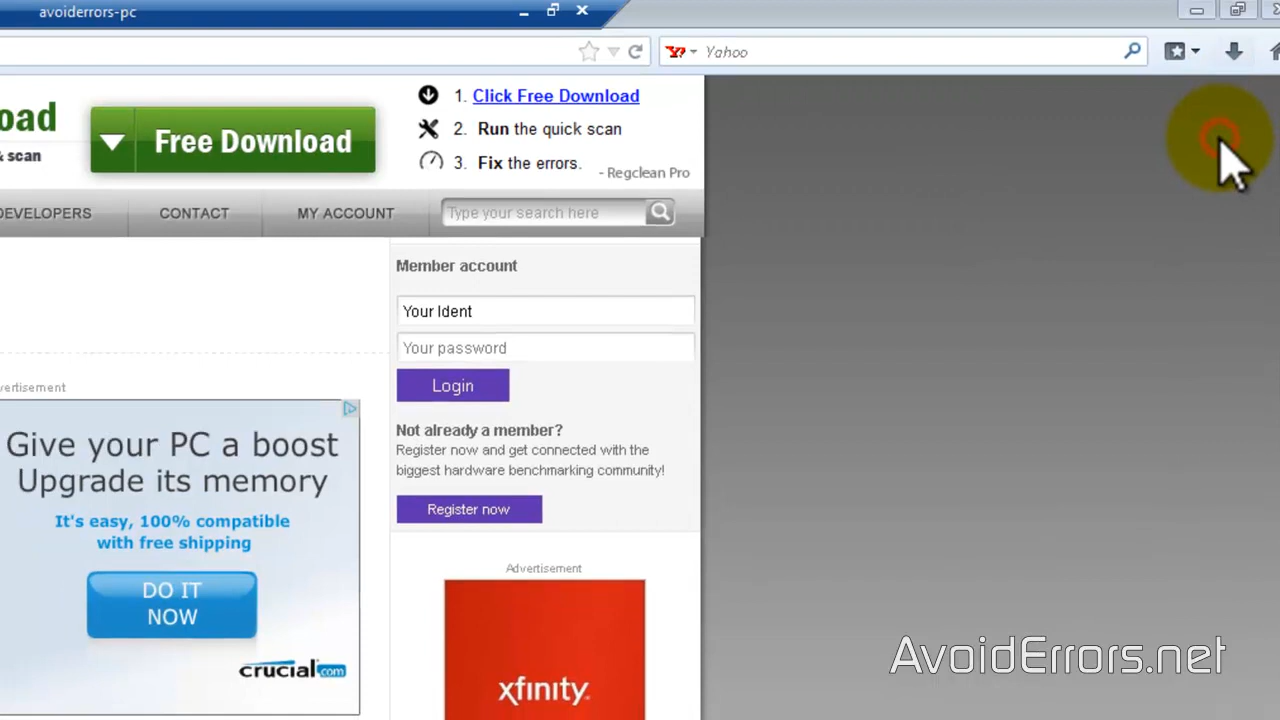 avoiderrors-pc
Yahoo
oad
& scan
Free Download
1. Click Free Download
2. Run the quick scan
3. Fix the errors.
- Regclean Pro
DEVELOPERS
CONTACT
MY ACCOUNT
Type your search here
Member account
Your Ident
Your password
Login
Not already a member?
Register now and get connected with the
biggest hardware benchmarking community!
Register now
vertisement
Give your PC a boost
Upgrade its memory
It's easy, 100% compatible
with free shipping
DO IT
NOW
crucial.com
Advertisement
xfinity
AvoidErrors.net